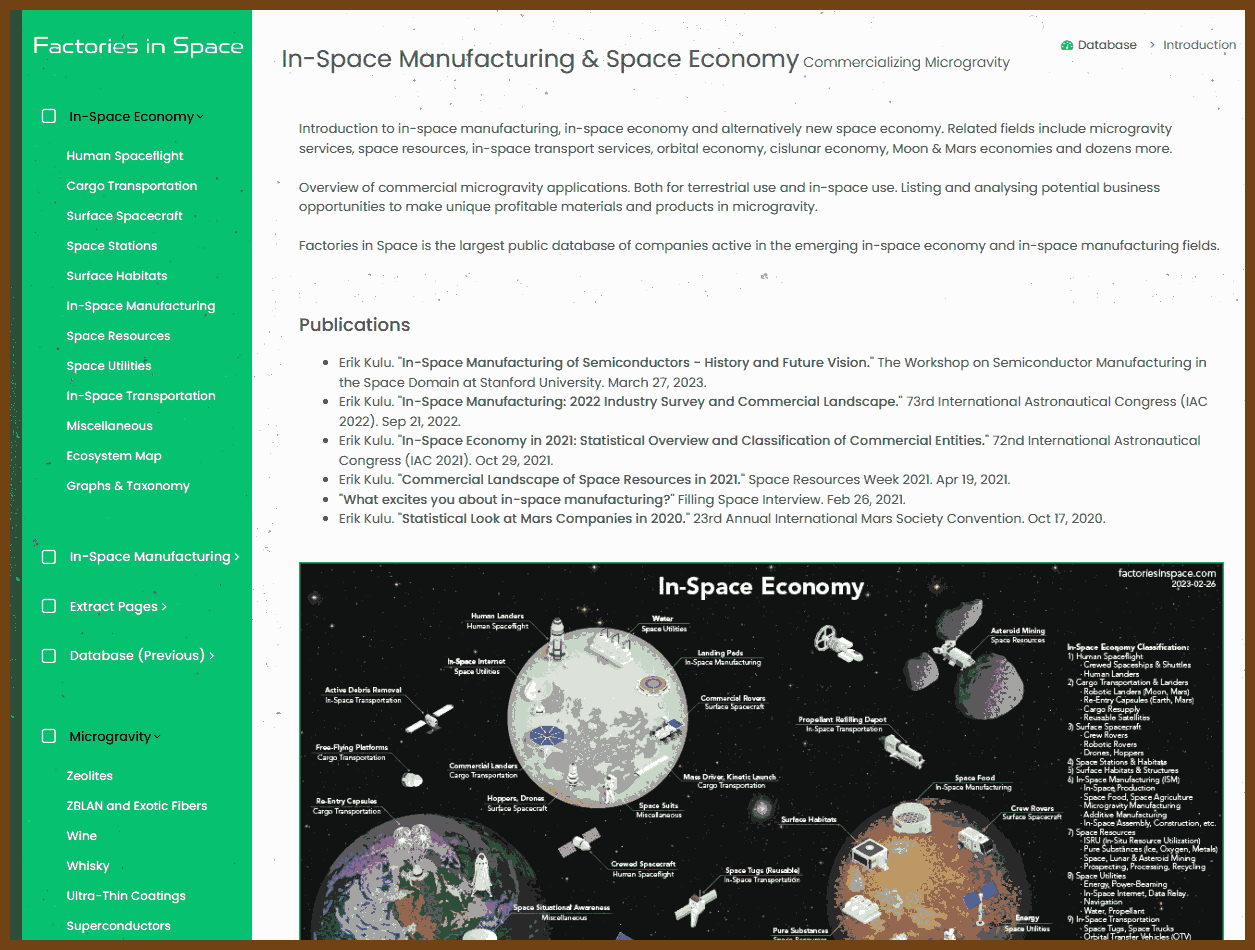 Factories in Space
In-Space Economy
Human Spaceflight
Cargo Transportation
Surface Spacecraft
Space Stations
Surface Habitats
In-Space Manufacturing
Space Resources
Space Utilities
In-Space Transportation
Miscellaneous
Ecosystem Map
Graphs & Taxonomy
In-Space Manufacturing
Extract Pages
Database (Previous)
Microgravity
Zeolites
ZBLAN and Exotic Fibers
Wine
Whisky
Ultra-Thin Coatings
Superconductors
In-Space Manufacturing & Space Economy Commercializing Microgravity
Database > Introduction
Introduction to in-space manufacturing, in-space economy and alternatively new space economy. Related fields include microgravity
services, space resources, in-space transport services, orbital economy, cislunar economy, Moon & Mars economies and dozens more.
Overview of commercial microgravity applications. Both for terrestrial use and in-space use. Listing and analysing potential business
opportunities to make unique profitable materials and products in microgravity.
Factories in Space is the largest public database of companies active in the emerging in-space economy and in-space manufacturing fields.
Publications
• Erik Kulu. "In-Space Manufacturing of Semiconductors - History and Future Vision." The Workshop on Semiconductor Manufacturing in
the Space Domain at Stanford University. March 27, 2023.
• Erik Kulu. "In-Space Manufacturing: 2022 Industry Survey and Commercial Landscape." 73rd International Astronautical Congress (IAC
2022). Sep 21, 2022.
• Erik Kulu. "In-Space Economy in 2021: Statistical Overview and Classification of Commercial Entities." 72nd International Astronautical
Congress (IAC 2021). Oct 29, 2021.
• Erik Kulu. "Commercial Landscape of Space Resources in 2021." Space Resources Week 2021. Apr 19, 2021.
• "What excites you about in-space manufacturing?" Filling Space Interview. Feb 26, 2021.
• Erik Kulu. "Statistical Look at Mars Companies in 2020." 23rd Annual International Mars Society Convention. Oct 17, 2020.
In-Space Economy
factoriesinspace.com
2023-02-26
Human Landers
Human Spaceflight
Water
Space Utilities
In-Space Internet
Space Utilities
Landing Pads
In-Space Manufacturing
Asteroid Mining
Space Resources
Active Debris Removal
In-Space Transportation
Commercial Rovers
Surface Spacecraft
Propellant Refilling Depot
In-Space Transportation
Free-Flying Platforms
Cargo Transportation
Commercial Landers
Cargo Transportation
Mass Driver, Kinetic Launch
Cargo Transportation
Space Food
In-Space Manufacturing
Re-Entry Capsules
Cargo Transportation
Hoppers, Drones
Surface Spacecraft
Space Suits
Miscellaneous
Surface Habitats
Crew Rovers
Surface Spacecraft
Crewed Spacecraft
Human Spaceflight
Space Tugs (Reusable)
In-Space Transportation
Space Situational Awareness
Miscellaneous
Energy
Space Utilities
Pure Substances
Space Resources
In-Space Economy Classification:
1) Human Spaceflight
- Crewed Spaceships & Shuttles
- Human Landers
2) Cargo Transportation & Landers
- Robotic Landers (Moon, Mars)
- Re-Entry Capsules (Earth, Mars)
- Cargo Resupply
- Reusable Satellites
3) Surface Spacecraft
- Crew Rovers
- Robotic Rovers
- Drones, Hoppers
4) Space Stations & Habitats
5) Surface Habitats & Structures
6) In-Space Manufacturing (ISM)
- In-Space Production
- Space Food, Space Agriculture
- Microgravity Manufacturing
- Additive Manufacturing
- In-Space Assembly, Construction, etc.
7) Space Resources
- ISRU (In-Situ Resource Utilization)
- Pure Substances (Ice, Oxygen, Metals)
- Space, Lunar & Asteroid Mining
- Prospecting, Processing, Recycling
8) Space Utilities
- Energy, Power-Beaming
- In-Space Internet, Data Relay
- Navigation
- Water, Propellant
9) In-Space Transportation
- Space Tugs, Space Trucks
- Orbital Transfer Vehicles (OTV)